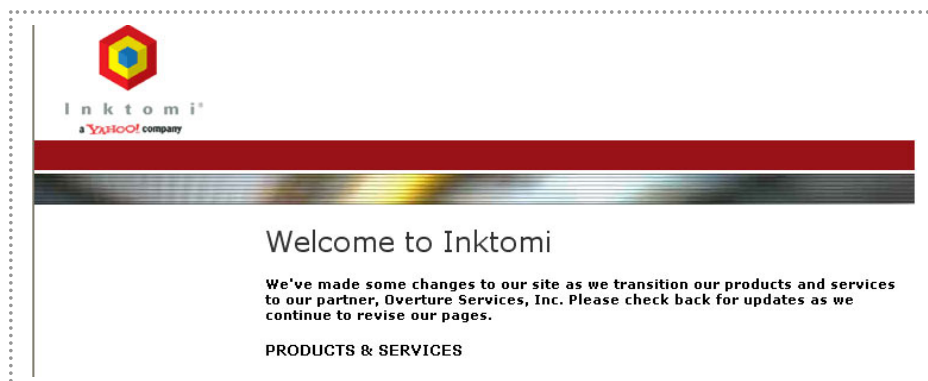 Inktomi®
a YAHOO! company
Welcome to Inktomi
We've made some changes to our site as we transition our products and services
to our partner, Overture Services, Inc. Please check back for updates as we
continue to revise our pages.
PRODUCTS & SERVICES